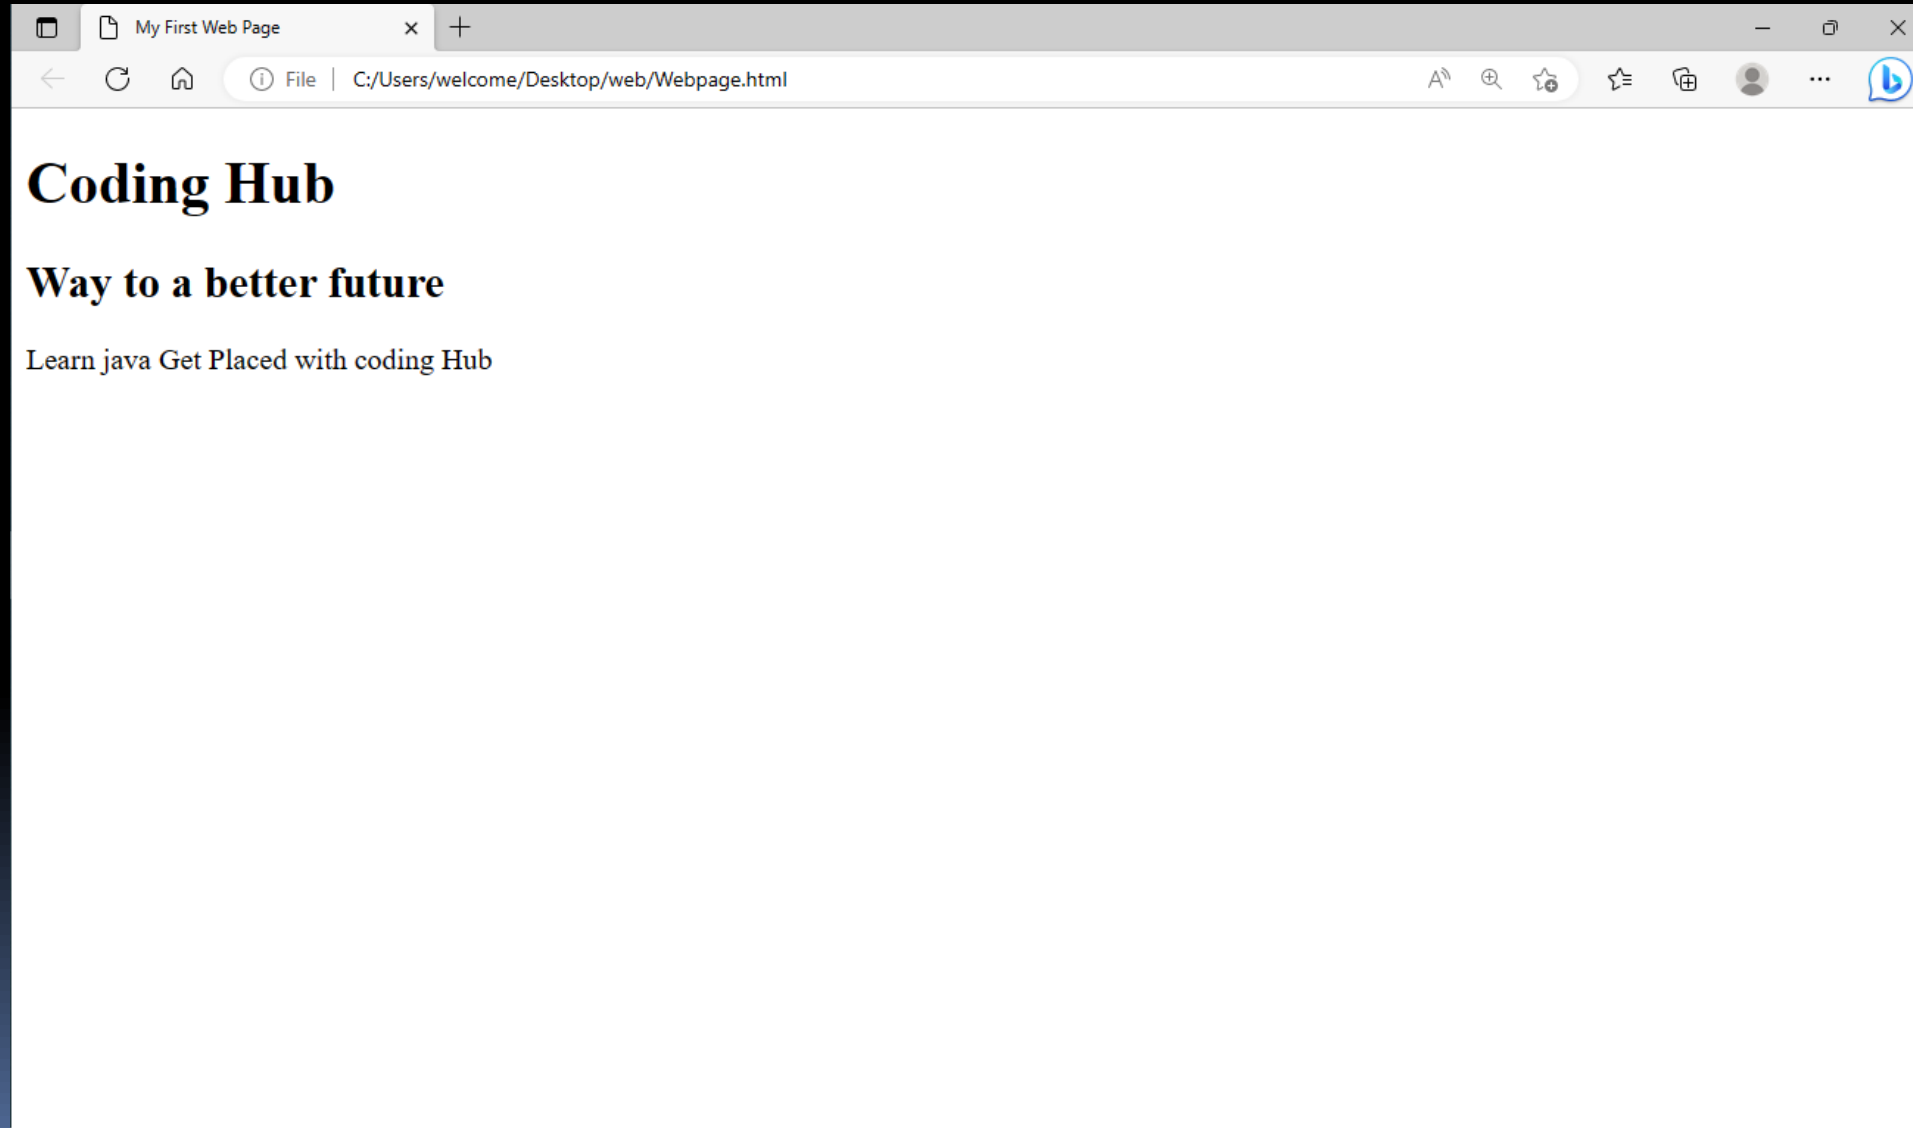 My First Web Page
File C:/Users/welcome/Desktop/web/Webpage.html
Coding Hub
Way to a better future
Learn java Get Placed with coding Hub